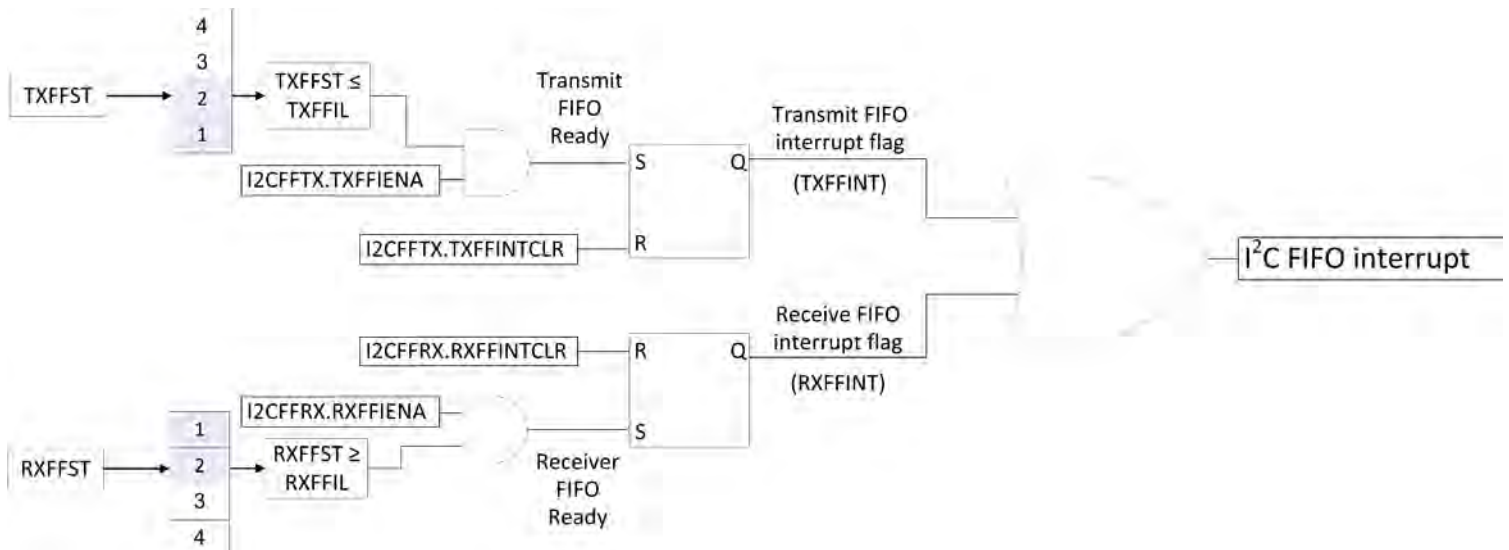 4
3
2
1
TXFFST
TXFFST ≤
TXFFIL
I2CFFTX.TXFFIENA
Transmit
FIFO
Ready
S
Q
R
I2CFFTX.TXFFINTCLR
Transmit FIFO
interrupt flag
(TXFFINT)
I²C FIFO interrupt
Receive FIFO
interrupt flag
(RXFFINT)
I2CFFRX.RXFFINTCLR
R
Q
S
I2CFFRX.RXFFIENA
RXFFST ≥
RXFFIL
Receiver
FIFO
Ready
RXFFST
1
2
3
4